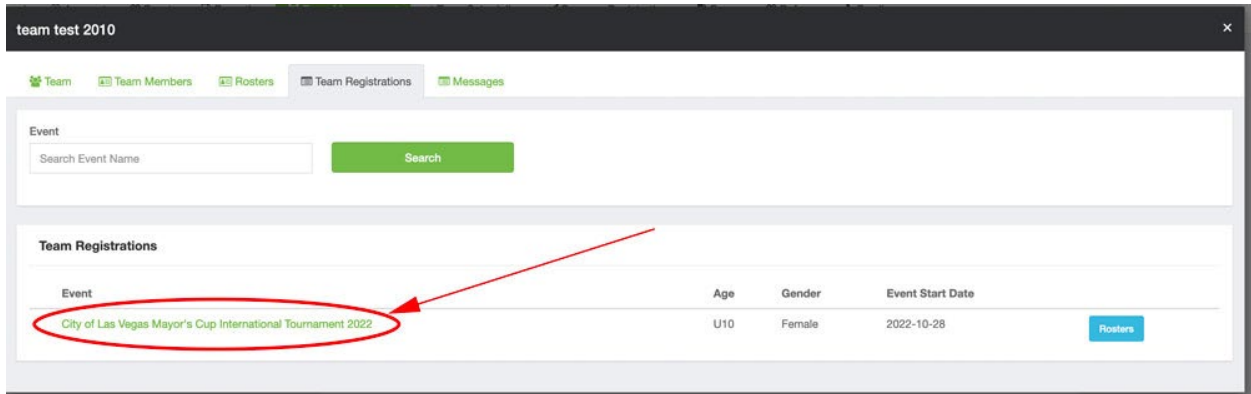 team test 2010 ×
Team Team Members Rosters Team Registrations Messages
Event
Search Event Name Search
Team Registrations
Event Age Gender Event Start Date
City of Las Vegas Mayor's Cup International Tournament 2022 U10 Female 2022-10-28 Rosters